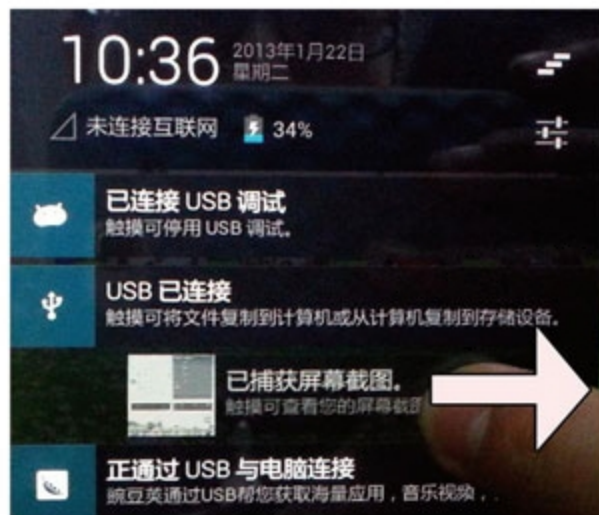 10:36
2013年1月22日
星期二
未连接互联网
34%
已连接 USB 调试
触摸可停用 USB 调试。
USB 已连接
触摸可将文件复制到计算机或从计算机复制到存储设备。
已捕获屏幕截图。
触摸可查看您的屏幕截图
正通过 USB 与电脑连接
豌豆荚通过USB帮您获取海量应用，音乐视频，.